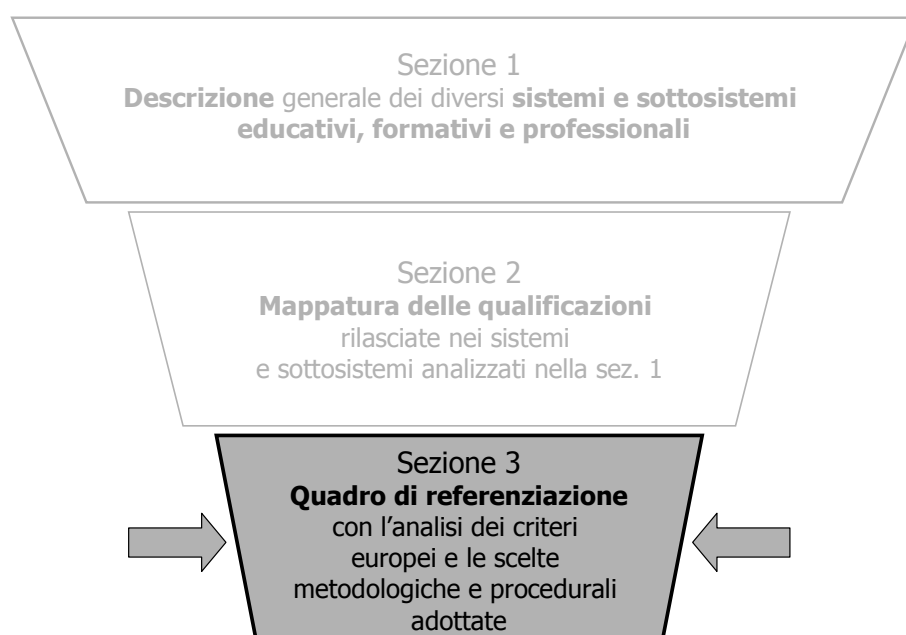 Sezione 1
Descrizione generale dei diversi sistemi e sottosistemi
educativi, formativi e professionali
Sezione 2
Mappatura delle qualificazioni
rilasciate nei sistemi
e sottosistemi analizzati nella sez. 1
Sezione 3
Quadro di referenziazione
con l'analisi dei criteri
europei e le scelte
metodologiche e procedurali
adottate